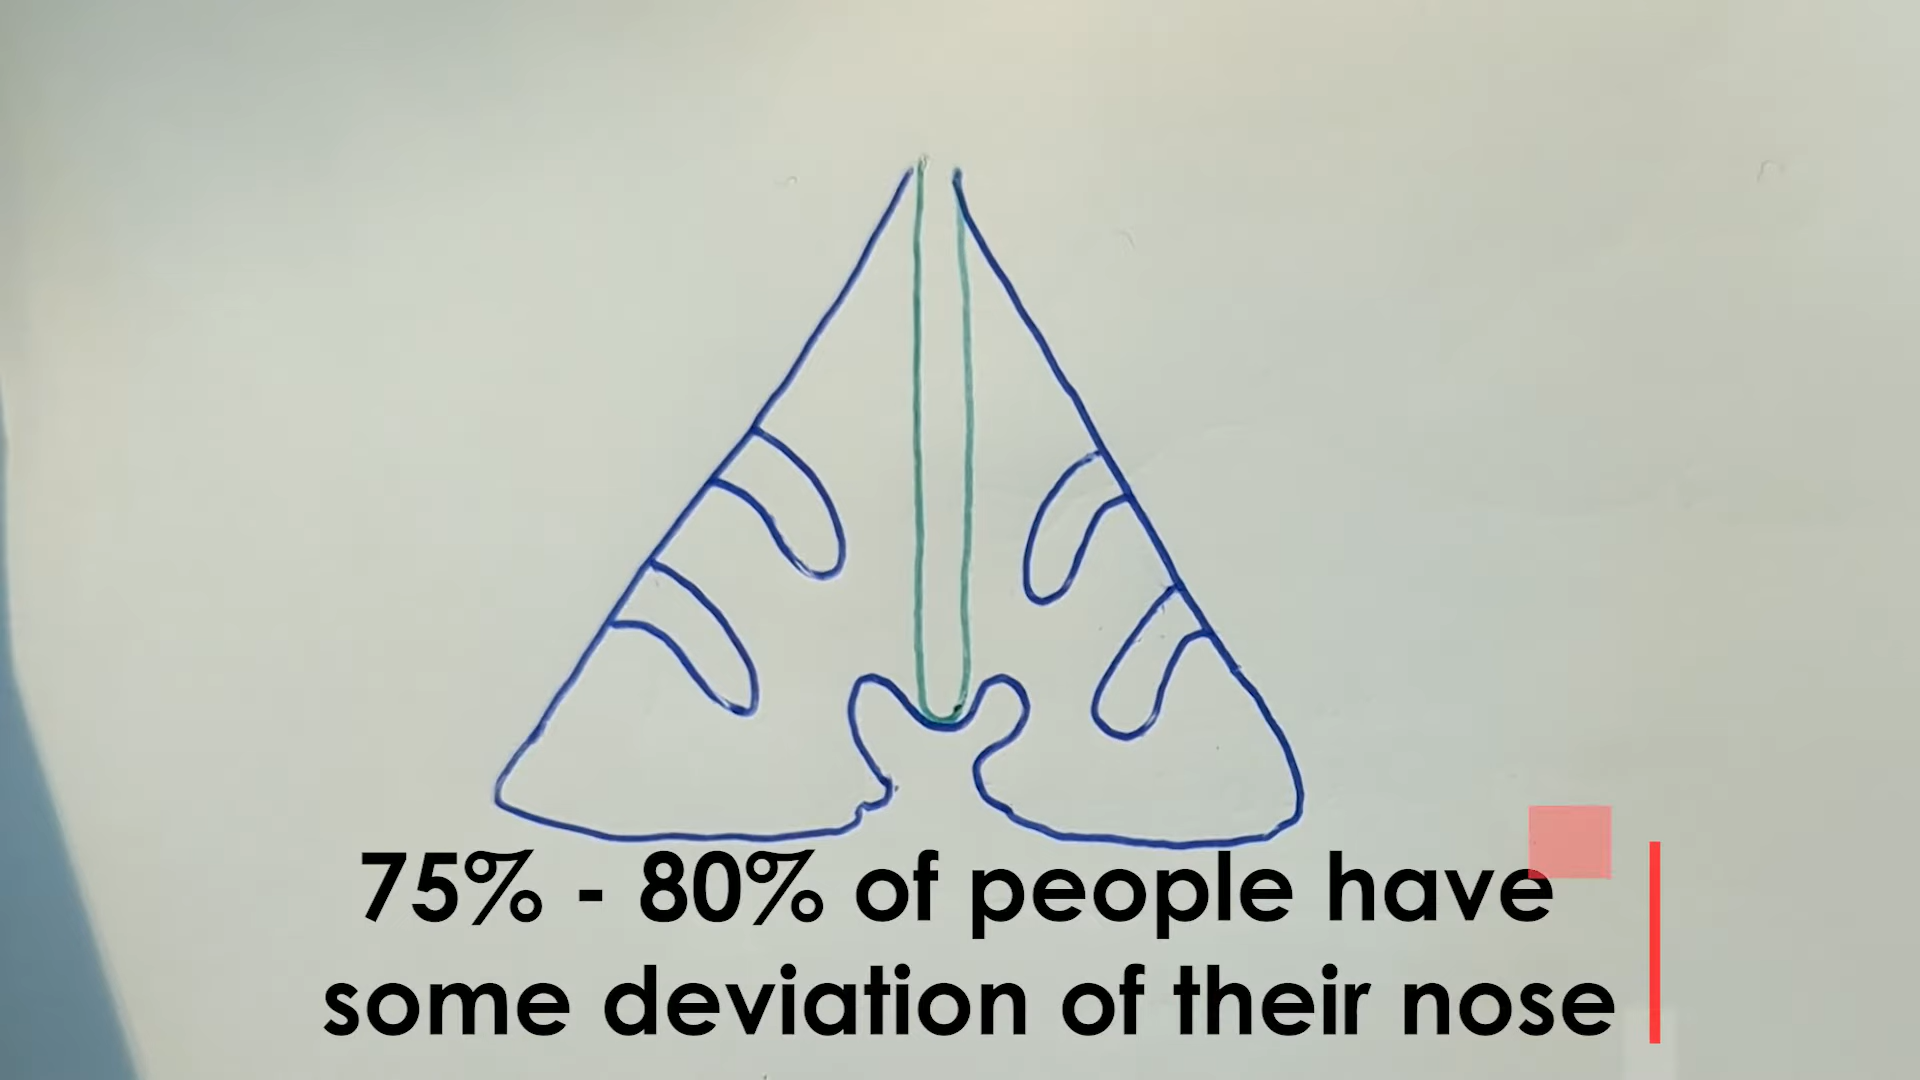 75% - 80% of people have
some deviation of their nose